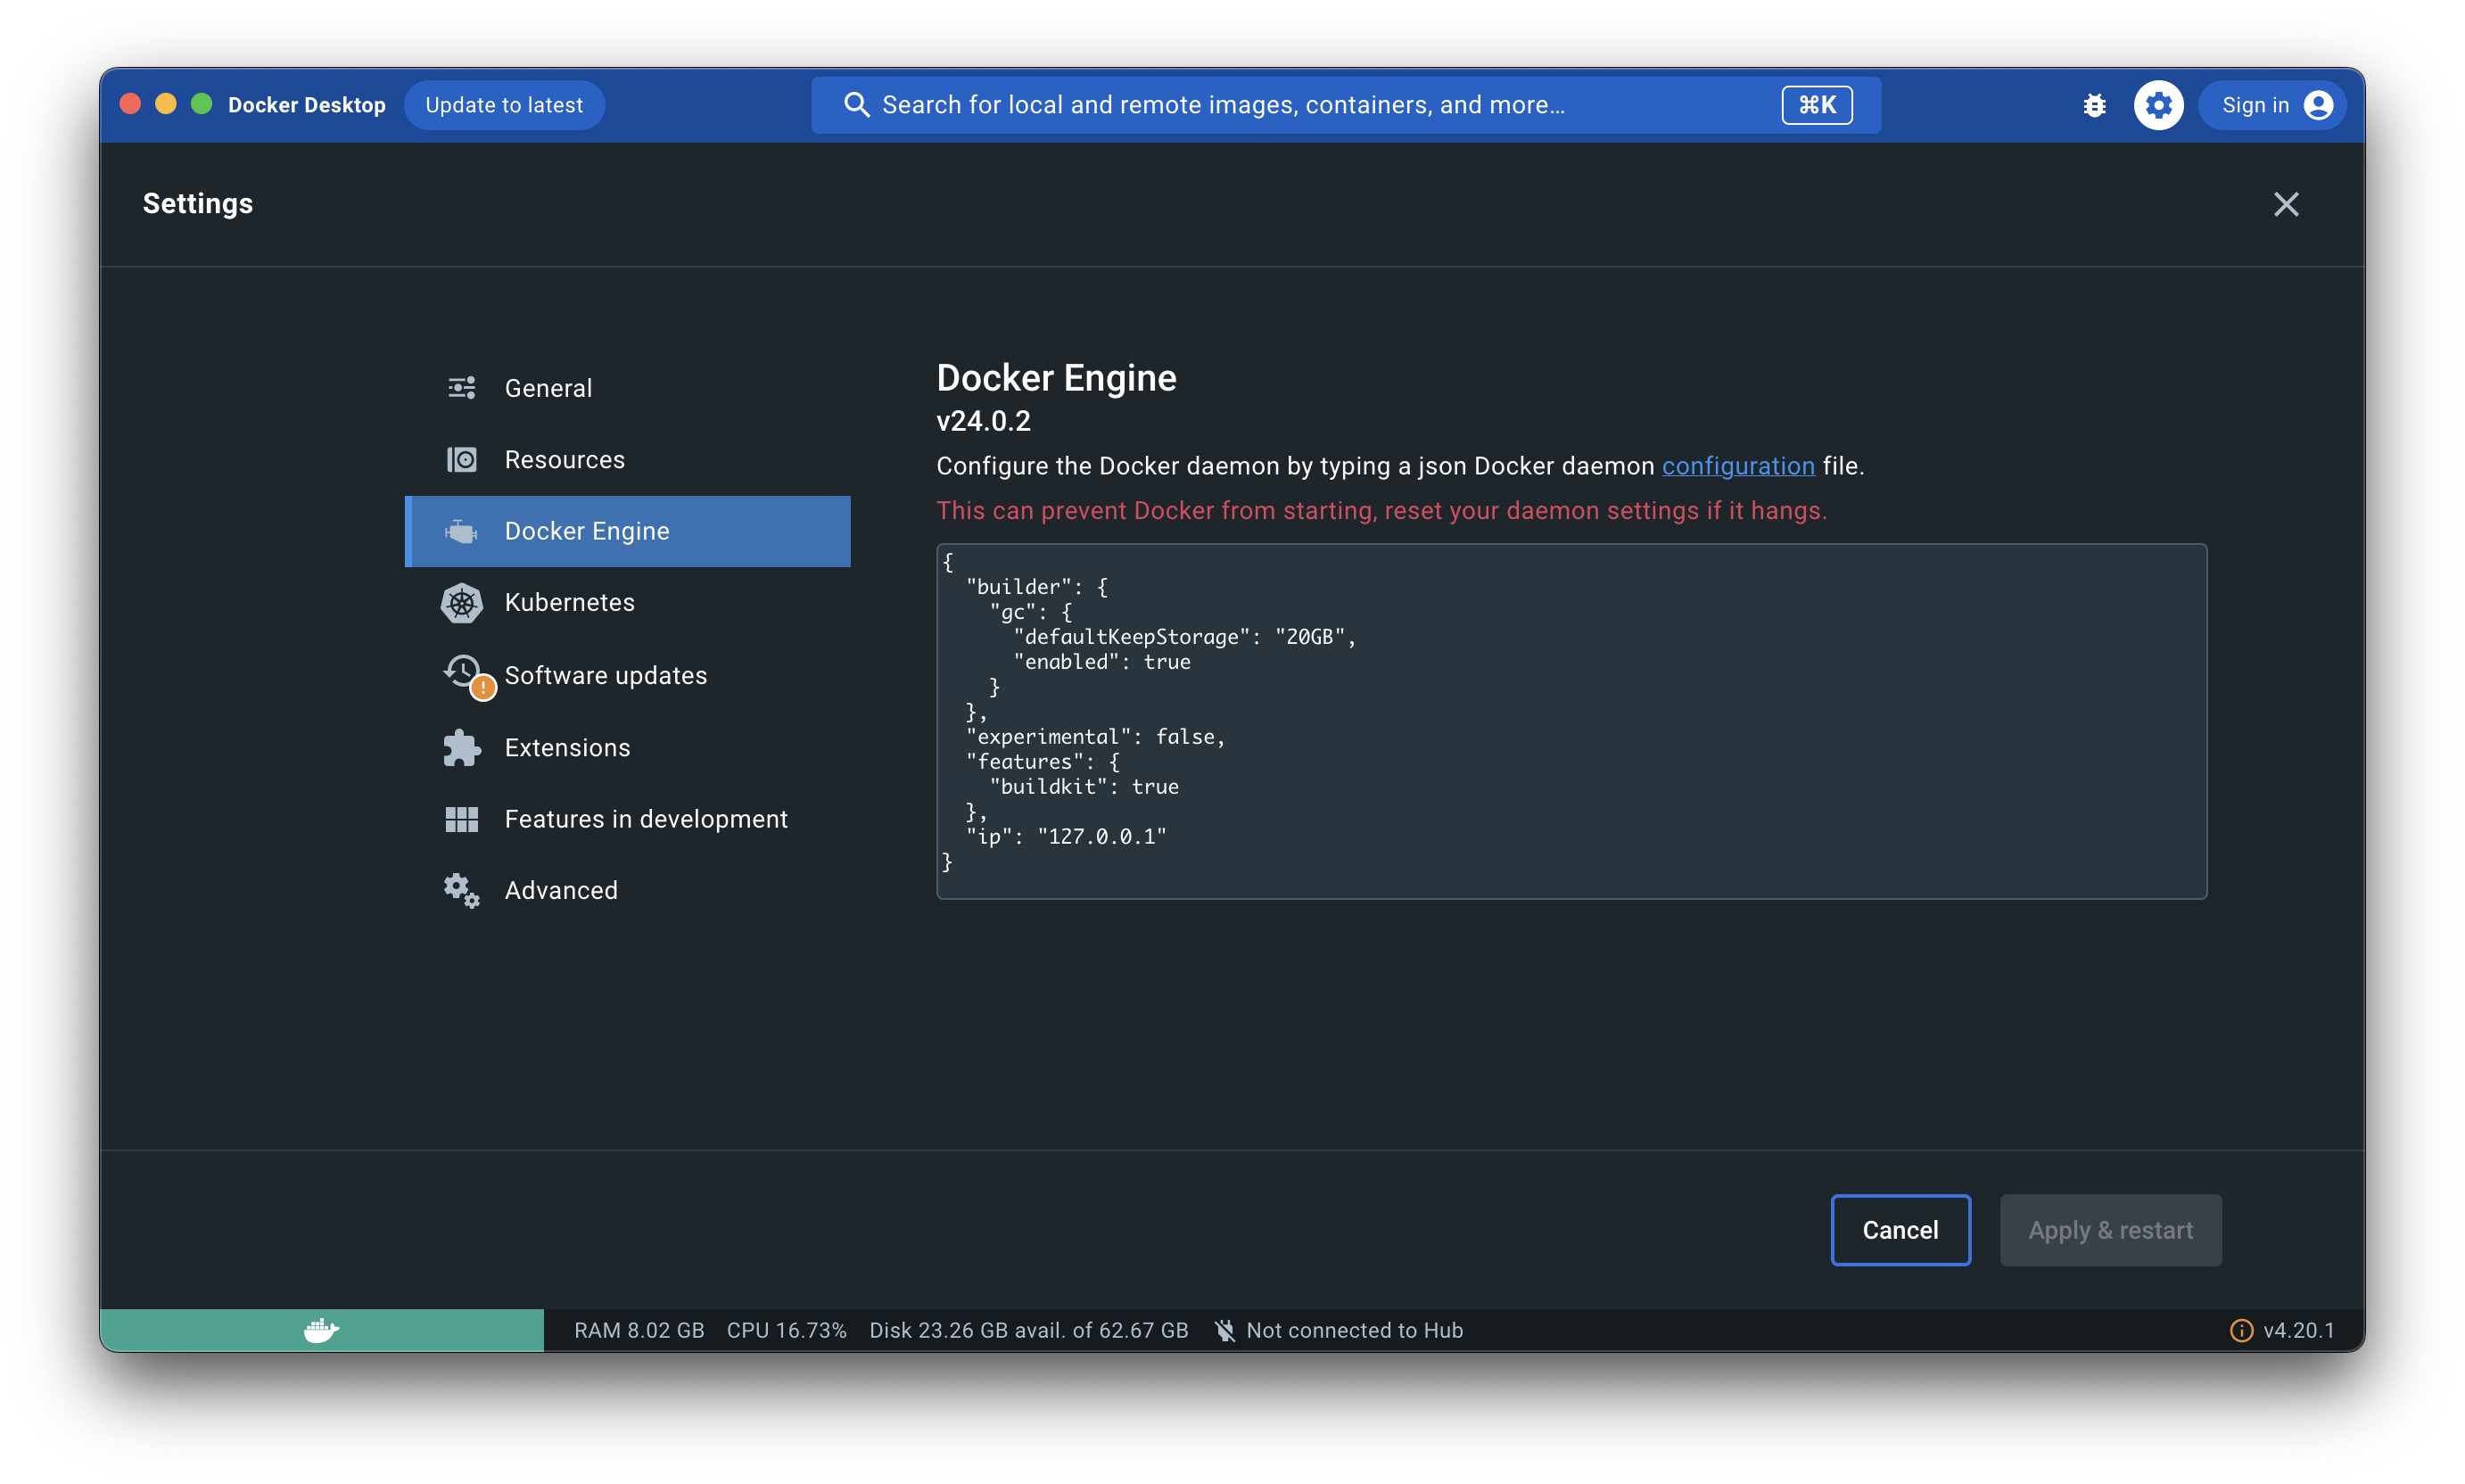 Docker Desktop
Update to latest
Search for local and remote images, containers, and more...
⌘K
Sign in
Settings
General
Resources
Docker Engine
Kubernetes
Software updates
Extensions
Features in development
Advanced
Docker Engine
v24.0.2
Configure the Docker daemon by typing a json Docker daemon configuration file.
This can prevent Docker from starting, reset your daemon settings if it hangs.
{
  "builder": {
    "gc": {
      "defaultKeepStorage": "20GB",
      "enabled": true
    }
  },
  "experimental": false,
  "features": {
    "buildkit": true
  },
  "ip": "127.0.0.1"
}
Cancel
Apply & restart
RAM 8.02 GB
CPU 16.73%
Disk 23.26 GB avail. of 62.67 GB
Not connected to Hub
v4.20.1